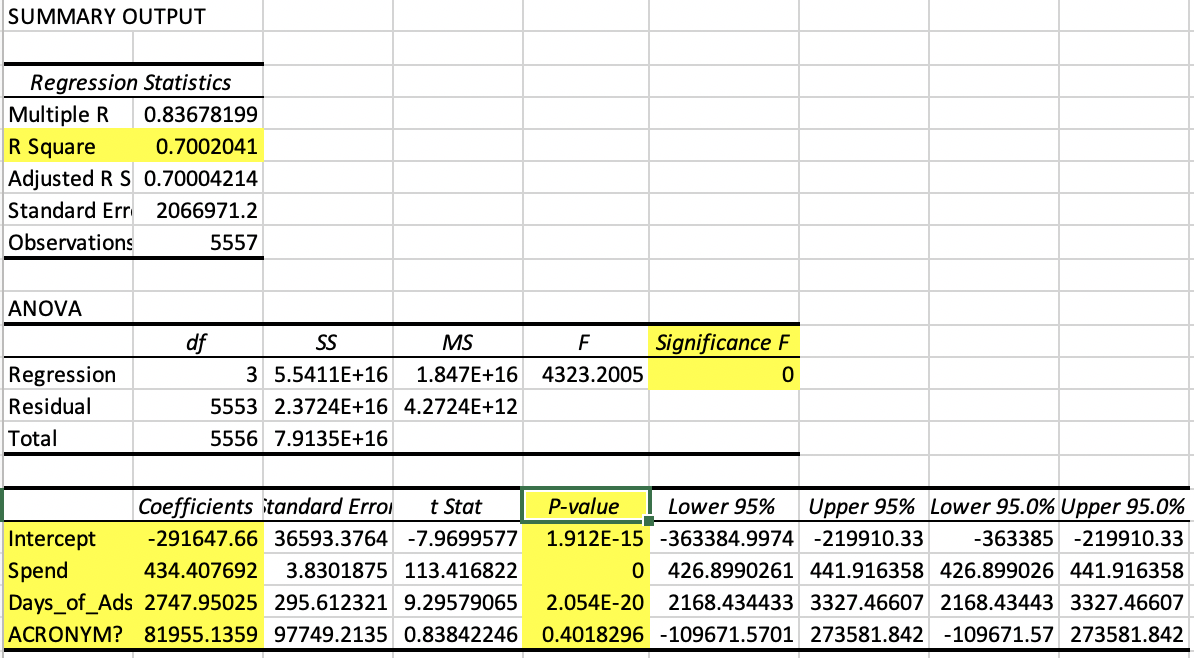 SUMMARY OUTPUT
Regression Statistics
Multiple R 0.83678199
R Square 0.7002041
Adjusted R S 0.70004214
Standard Err 2066971.2
Observations 5557
ANOVA
df SS MS F Significance F
Regression 3 5.5411E+16 1.847E+16 4323.2005 0
Residual 5553 2.3724E+16 4.2724E+12
Total 5556 7.9135E+16
Coefficients Standard Error t Stat P-value Lower 95% Upper 95% Lower 95.0% Upper 95.0%
Intercept -291647.66 36593.3764 -7.9699577 1.912E-15 -363384.9974 -219910.33 -363385 -219910.33
Spend 434.407692 3.8301875 113.416822 0 426.8990261 441.916358 426.899026 441.916358
Days_of_Ads 2747.95025 295.612321 9.29579065 2.054E-20 2168.434433 3327.46607 2168.43443 3327.46607
ACRONYM? 81955.1359 97749.2135 0.83842246 0.4018296 -109671.5701 273581.842 -109671.57 273581.842